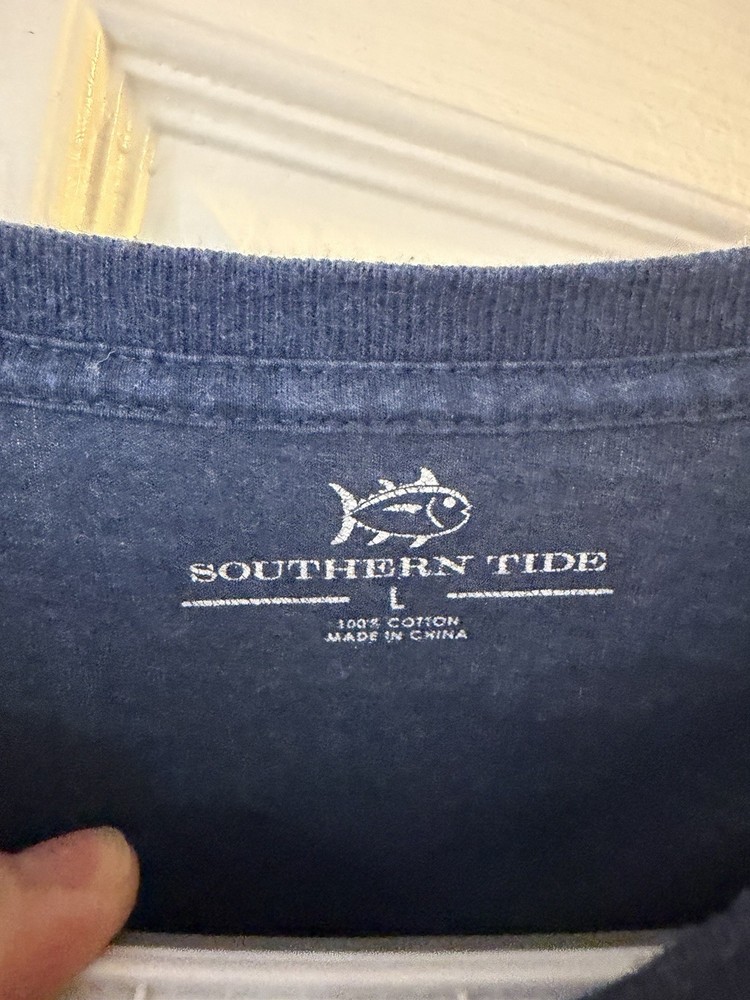 SOUTHERN TIDE
L
100% COTTON
MADE IN CHINA